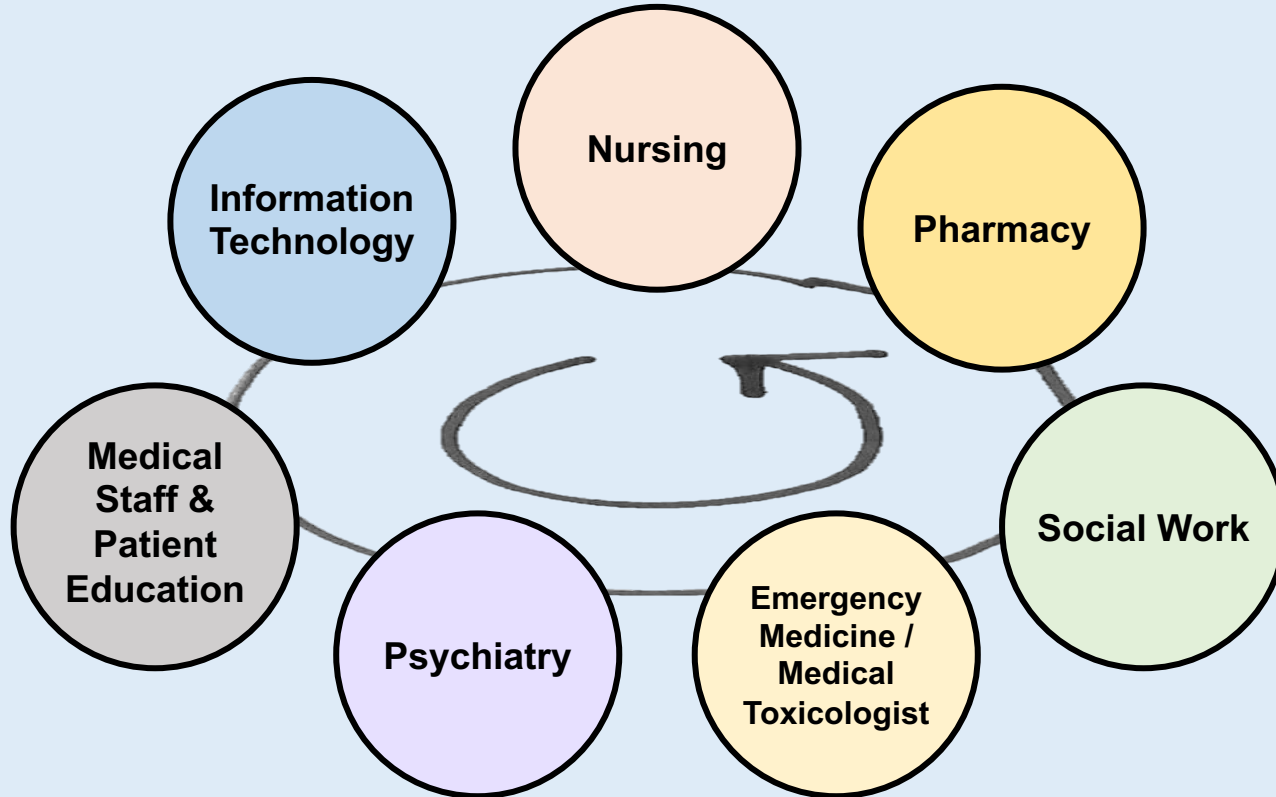 Nursing
Information
Technology
Pharmacy
Medical
Staff &
Patient
Education
Social Work
Psychiatry
Emergency
Medicine /
Medical
Toxicologist